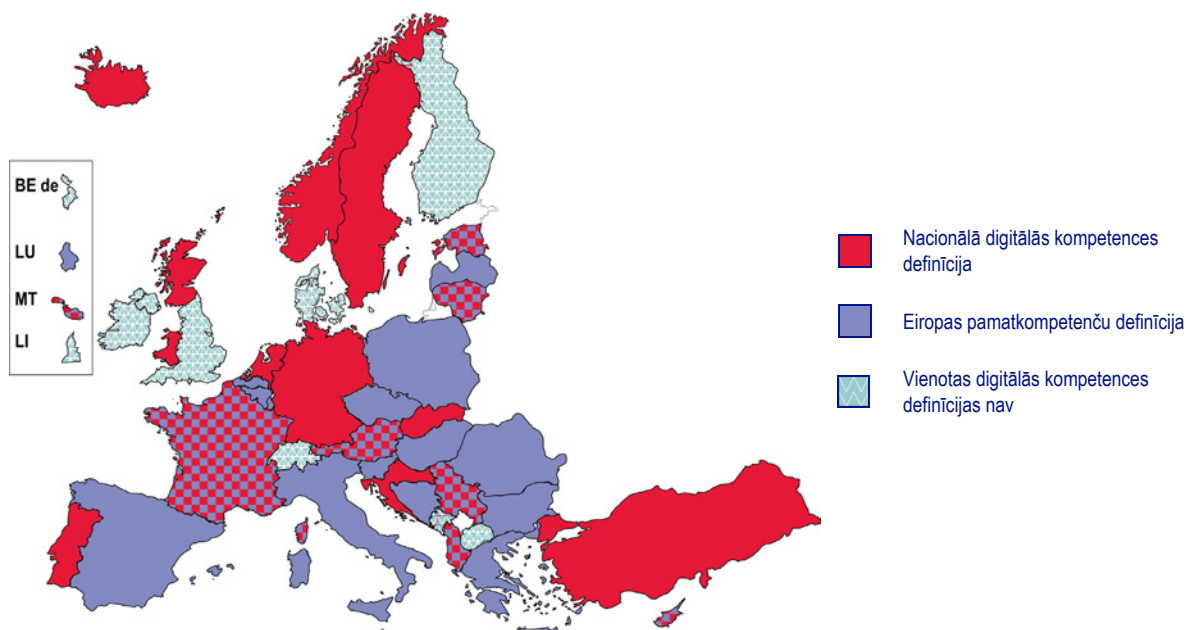 BE de
LU
MT
LI
Nacionālā digitālās kompetences
definīcija
Eiropas pamatkompetenču definīcija
Vienotas digitālās kompetences
definīcijas nav